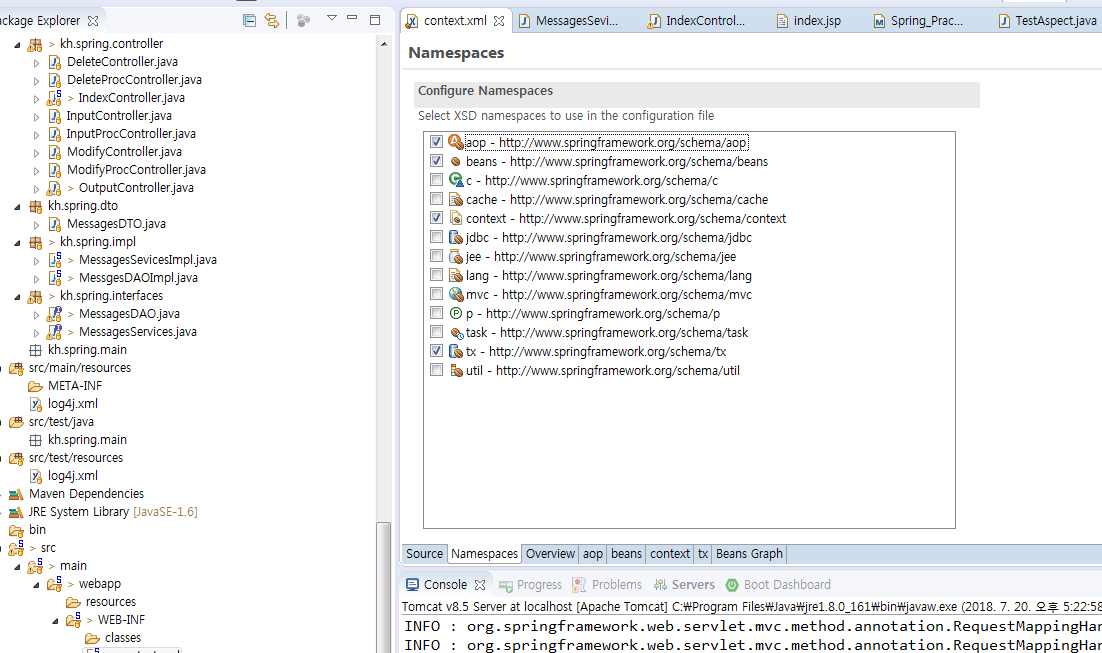 ackage Explorer
> kh.spring.controller
DeleteController.java
DeleteProcController.java
> IndexController.java
InputController.java
InputProcController.java
ModifyController.java
ModifyProcController.java
> OutputController.java
kh.spring.dto
MessagesDTO.java
> kh.spring.impl
> MessagesSevicesImpl.java
> MessgesDAOImpl.java
> kh.spring.interfaces
> MessagesDAO.java
> MessagesServices.java
kh.spring.main
src/main/resources
META-INF
log4j.xml
src/test/java
kh.spring.main
src/test/resources
log4j.xml
Maven Dependencies
JRE System Library [JavaSE-1.6]
bin
> src
> main
> webapp
resources
> WEB-INF
classes
context.xml MessagesSevi... IndexControl... index.jsp Spring_Prac... TestAspect.java
Namespaces
Configure Namespaces
Select XSD namespaces to use in the configuration file
aop - http://www.springframework.org/schema/aop
beans - http://www.springframework.org/schema/beans
c - http://www.springframework.org/schema/c
cache - http://www.springframework.org/schema/cache
context - http://www.springframework.org/schema/context
jdbc - http://www.springframework.org/schema/jdbc
jee - http://www.springframework.org/schema/jee
lang - http://www.springframework.org/schema/lang
mvc - http://www.springframework.org/schema/mvc
p - http://www.springframework.org/schema/p
task - http://www.springframework.org/schema/task
tx - http://www.springframework.org/schema/tx
util - http://www.springframework.org/schema/util
Source Namespaces Overview aop beans context tx Beans Graph
Console Progress Problems Servers Boot Dashboard
Tomcat v8.5 Server at localhost [Apache Tomcat] C:₩Program Files₩Java₩jre1.8.0_161₩bin₩javaw.exe (2018. 7. 20. 오후 5:22:58
INFO : org.springframework.web.servlet.mvc.method.annotation.RequestMappingHan
INFO : org.springframework.web.servlet.mvc.method.annotation.RequestMappingHar